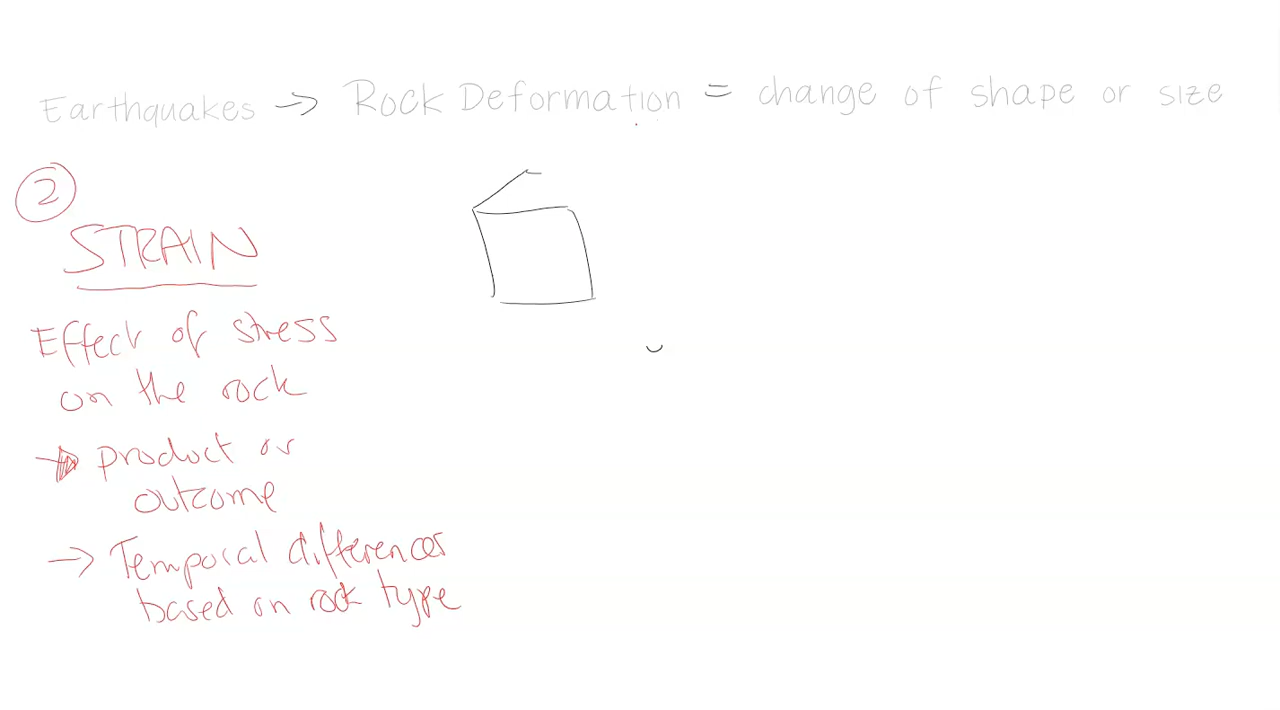 Earthquakes → Rock Deformation = change of shape or size
2
STRAIN
Effect of stress
on the rock
→ product or
outcome
→ Temporal differences
based on rock type